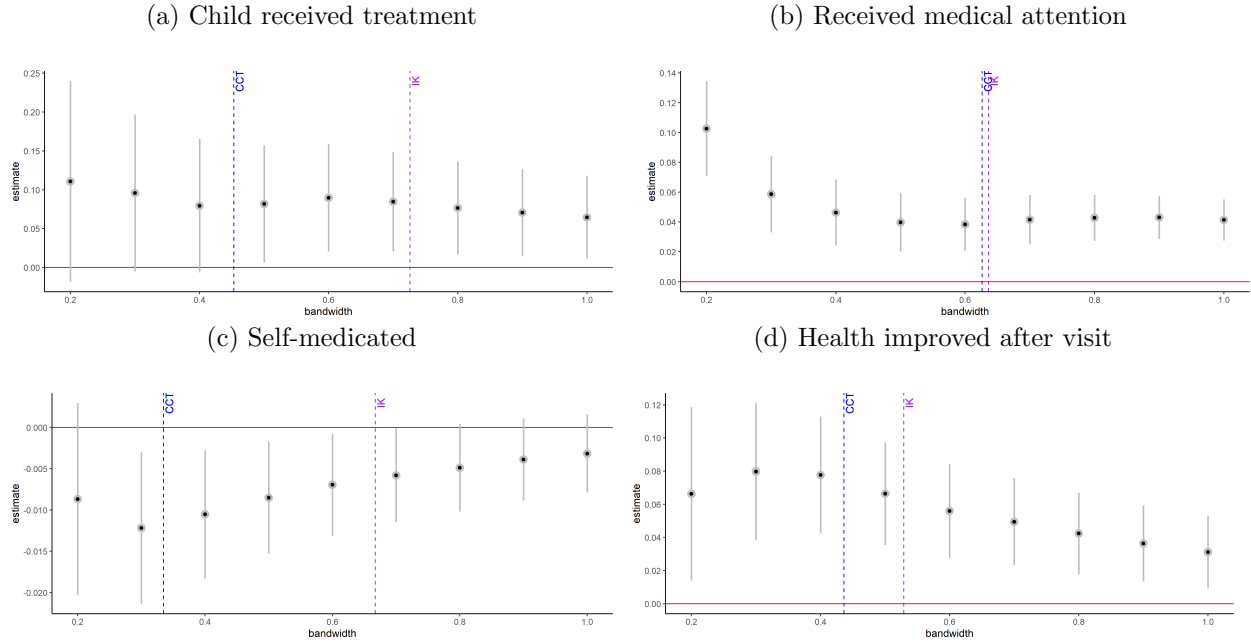 (a) Child received treatment
(b) Received medical attention
0.25
0.20
0.15
0.10
0.05
0.00
estimate
CCT
IK
0.2
0.4
0.6
0.8
1.0
bandwidth
0.14
0.12
0.10
0.08
0.06
0.04
0.02
0.00
estimate
CCT
IK
0.2
0.4
0.6
0.8
1.0
bandwidth
(c) Self-medicated
(d) Health improved after visit
0.000
-0.005
-0.010
-0.015
-0.020
estimate
CCT
IK
0.2
0.4
0.6
0.8
1.0
bandwidth
0.12
0.10
0.08
0.06
0.04
0.02
0.00
estimate
CCT
IK
0.2
0.4
0.6
0.8
1.0
bandwidth